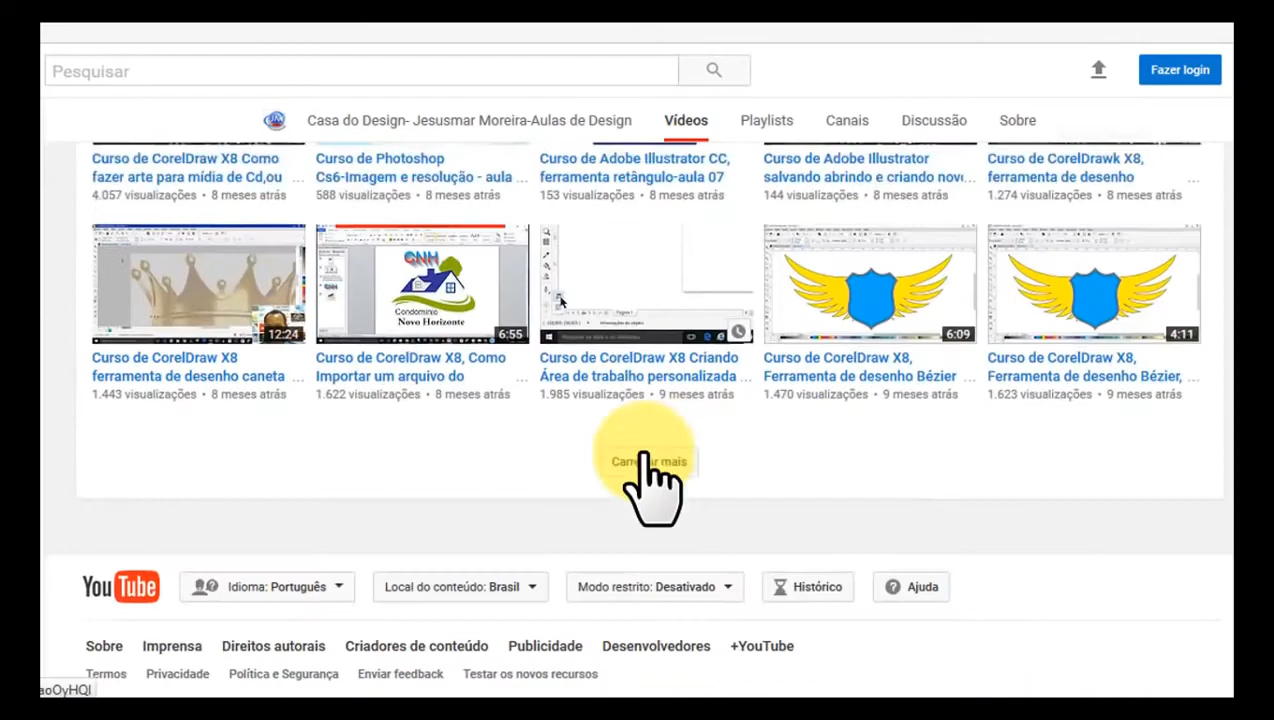 Pesquisar
Fazer login
Casa do Design- Jesusmar Moreira-Aulas de Design
Vídeos
Playlists
Canais
Discussão
Sobre
Curso de CorelDraw X8 Como
fazer arte para mídia de Cd,ou ...
4.057 visualizações • 8 meses atrás
Curso de Photoshop
Cs6-Imagem e resolução - aula ...
588 visualizações • 8 meses atrás
Curso de Adobe Illustrator CC,
ferramenta retângulo-aula 07
153 visualizações • 8 meses atrás
Curso de Adobe Illustrator
salvando abrindo e criando novo...
144 visualizações • 8 meses atrás
Curso de CorelDrawk X8,
ferramenta de desenho ...
1.274 visualizações • 8 meses atrás
12:24
CNH
Condomínio
Novo Horizonte
6:55
6:09
4:11
Curso de CorelDraw X8
ferramenta de desenho caneta ...
1.443 visualizações • 8 meses atrás
Curso de CorelDraw X8, Como
Importar um arquivo do ...
1.622 visualizações • 8 meses atrás
Curso de CorelDraw X8 Criando
Área de trabalho personalizada ...
1.985 visualizações • 9 meses atrás
Curso de CorelDraw X8,
Ferramenta de desenho Bézier ...
1.470 visualizações • 9 meses atrás
Curso de CorelDraw X8,
Ferramenta de desenho Bézier, ...
1.623 visualizações • 9 meses atrás
Carregar mais
YouTube
Idioma: Português
Local do conteúdo: Brasil
Modo restrito: Desativado
Histórico
Ajuda
Sobre
Imprensa
Direitos autorais
Criadores de conteúdo
Publicidade
Desenvolvedores
+YouTube
Termos
Privacidade
Política e Segurança
Enviar feedback
Testar os novos recursos